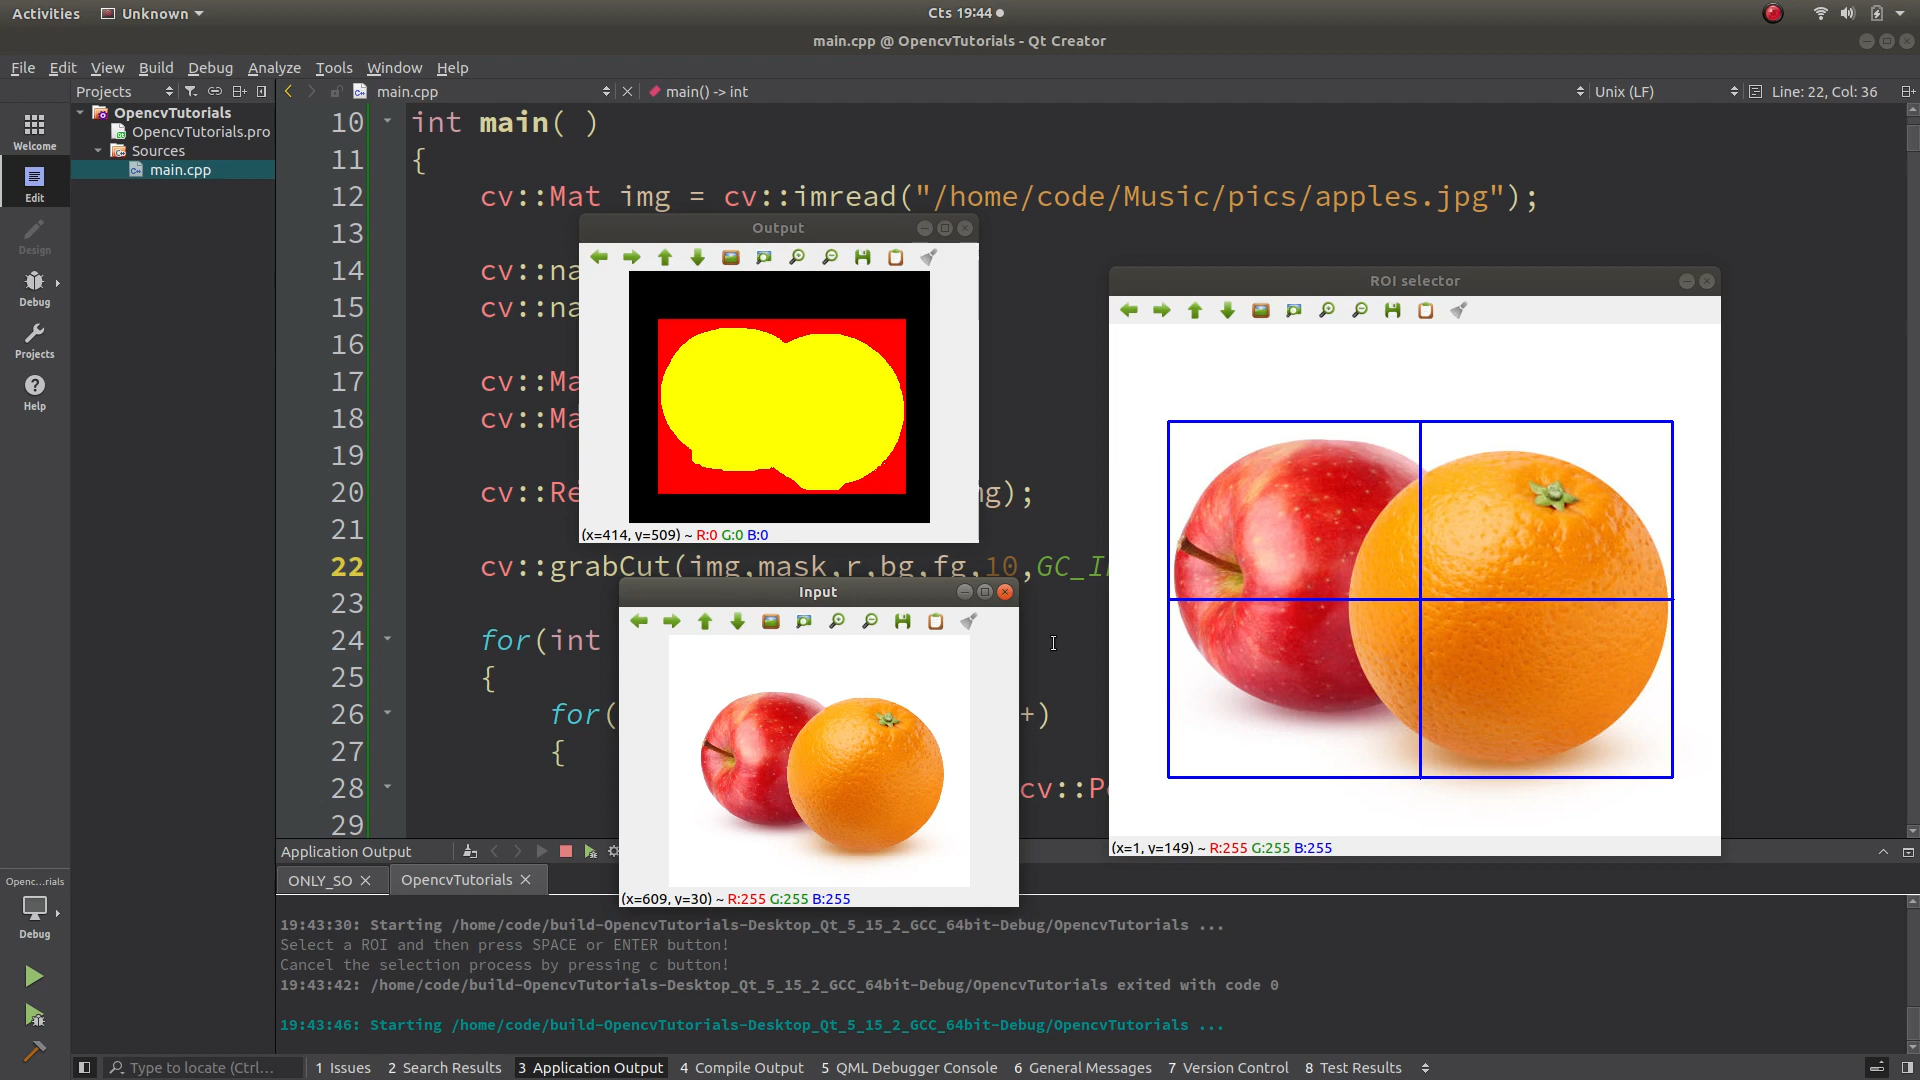 Activities Unknown Cts 19:44
main.cpp @ OpencvTutorials - Qt Creator
File Edit View Build Debug Analyze Tools Window Help
Projects main.cpp main() -> int Unix (LF) Line: 22, Col: 36
OpencvTutorials
OpencvTutorials.pro
Sources
main.cpp
Welcome
Edit
Design
Debug
Projects
Help
10 int main( )
11 {
12 cv::Mat img = cv::imread("/home/code/Music/pics/apples.jpg");
13
14 cv::na
15 cv::na
16
17 cv::Ma
18 cv::Ma
19
20 cv::Re ng);
21
22 cv::grabCut(img,mask,r,bg,fg,10,GC_I
23
24 for(int
25 {
26 for( +)
27 {
28 cv::P
29
Output
(x=414, y=509) ~ R:0 G:0 B:0
Input
(x=609, y=30) ~ R:255 G:255 B:255
ROI selector
(x=1, y=149) ~ R:255 G:255 B:255
Application Output
ONLY_SO OpencvTutorials
19:43:30: Starting /home/code/build-OpencvTutorials-Desktop_Qt_5_15_2_GCC_64bit-Debug/OpencvTutorials ...
Select a ROI and then press SPACE or ENTER button!
Cancel the selection process by pressing c button!
19:43:42: /home/code/build-OpencvTutorials-Desktop_Qt_5_15_2_GCC_64bit-Debug/OpencvTutorials exited with code 0
19:43:46: Starting /home/code/build-OpencvTutorials-Desktop_Qt_5_15_2_GCC_64bit-Debug/OpencvTutorials ...
Openc...rials
Debug
Type to locate (Ctrl... 1 Issues 2 Search Results 3 Application Output 4 Compile Output 5 QML Debugger Console 6 General Messages 7 Version Control 8 Test Results